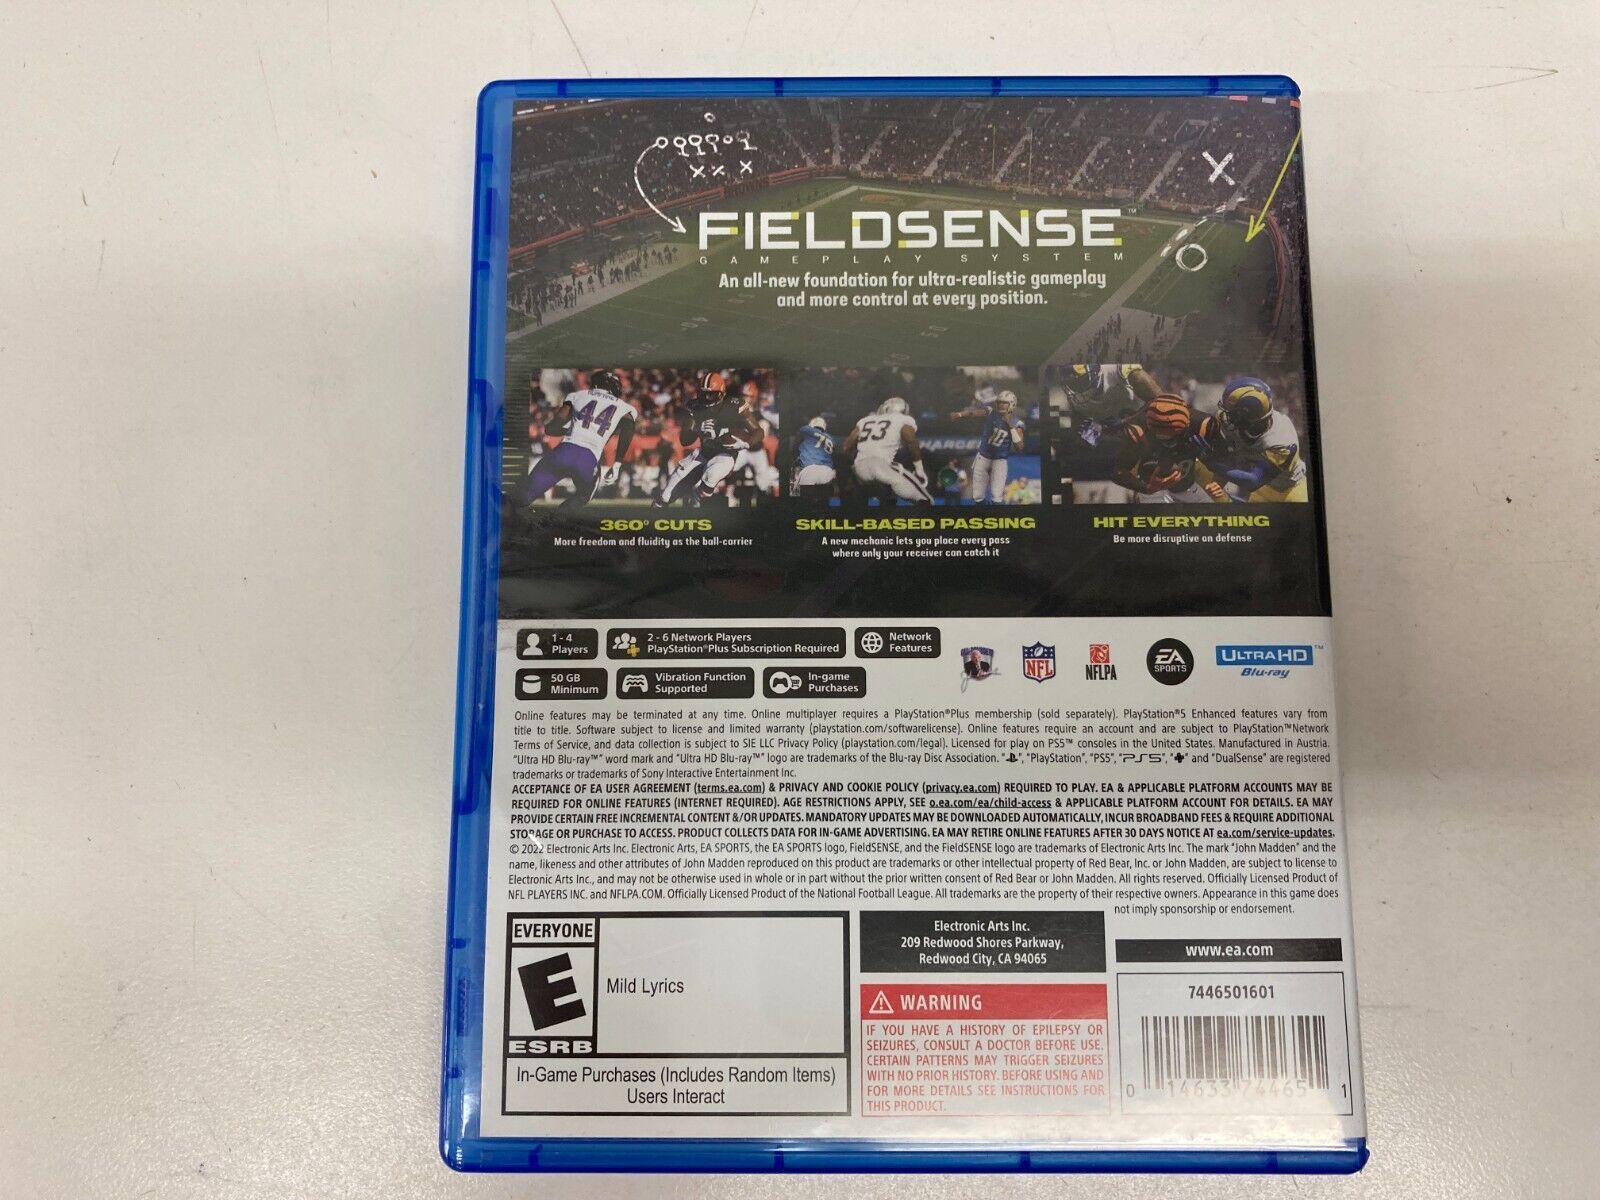 FIELDSENSE™
GAMEPLAY SYSTEM
An all-new foundation for ultra-realistic gameplay
and more control at every position.
44
53
76
CHARGE
10
360° CUTS
More freedom and fluidity as the ball-carrier
SKILL-BASED PASSING
A new mechanic lets you place every pass
where only your receiver can catch it
HIT EVERYTHING
Be more disruptive on defense
1 - 4
Players
2 - 6 Network Players
PlayStation®Plus Subscription Required
Network
Features
50 GB
Minimum
Vibration Function
Supported
In-game
Purchases
NFL
NFLPA
EA
SPORTS
ULTRA HD™
Blu-ray
Online features may be terminated at any time. Online multiplayer requires a PlayStation®Plus membership (sold separately). PlayStation®5 Enhanced features vary from
title to title. Software subject to license and limited warranty (playstation.com/softwarelicense). Online features require an account and are subject to PlayStation™Network
Terms of Service, and data collection is subject to SIE LLC Privacy Policy (playstation.com/legal). Licensed for play on PS5™ consoles in the United States. Manufactured in Austria.
"Ultra HD Blu-ray™" word mark and "Ultra HD Blu-ray™" logo are trademarks of the Blu-ray Disc Association. "", "PlayStation", "PS5", "PS5", "" and "DualSense" are registered
trademarks or trademarks of Sony Interactive Entertainment Inc.
ACCEPTANCE OF EA USER AGREEMENT (terms.ea.com) & PRIVACY AND COOKIE POLICY (privacy.ea.com) REQUIRED TO PLAY. EA & APPLICABLE PLATFORM ACCOUNTS MAY BE
REQUIRED FOR ONLINE FEATURES (INTERNET REQUIRED). AGE RESTRICTIONS APPLY, SEE o.ea.com/ea/child-access & APPLICABLE PLATFORM ACCOUNT FOR DETAILS. EA MAY
PROVIDE CERTAIN FREE INCREMENTAL CONTENT &/OR UPDATES. MANDATORY UPDATES MAY BE DOWNLOADED AUTOMATICALLY, INCUR BROADBAND FEES & REQUIRE ADDITIONAL
STORAGE OR PURCHASE TO ACCESS. PRODUCT COLLECTS DATA FOR IN-GAME ADVERTISING. EA MAY RETIRE ONLINE FEATURES AFTER 30 DAYS NOTICE AT ea.com/service-updates.
© 2022 Electronic Arts Inc. Electronic Arts, EA SPORTS, the EA SPORTS logo, FieldSENSE, and the FieldSENSE logo are trademarks of Electronic Arts Inc. The mark "John Madden" and the
name, likeness and other attributes of John Madden reproduced on this product are trademarks or other intellectual property of Red Bear, Inc. or John Madden, are subject to license to
Electronic Arts Inc., and may not be otherwise used in whole or in part without the prior written consent of Red Bear or John Madden. All rights reserved. Officially Licensed Product of
NFL PLAYERS INC. and NFLPA.COM. Officially Licensed Product of the National Football League. All trademarks are the property of their respective owners. Appearance in this game does
not imply sponsorship or endorsement.
EVERYONE
E
ESRB
Mild Lyrics
In-Game Purchases (Includes Random Items)
Users Interact
Electronic Arts Inc.
209 Redwood Shores Parkway,
Redwood City, CA 94065
WARNING
IF YOU HAVE A HISTORY OF EPILEPSY OR
SEIZURES, CONSULT A DOCTOR BEFORE USE.
CERTAIN PATTERNS MAY TRIGGER SEIZURES
WITH NO PRIOR HISTORY. BEFORE USING AND
FOR MORE DETAILS SEE INSTRUCTIONS FOR
THIS PRODUCT.
www.ea.com
7446501601
0 14633 74465 1